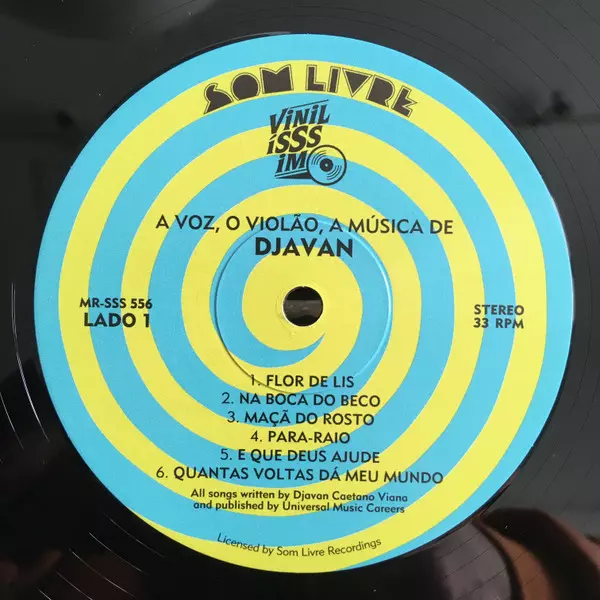 SOM LIVRE
VINIL
iSSS
iMO
A VOZ, O VIOLÃO, A MÚSICA DE
DJAVAN
MR-SSS 556
LADO 1
STEREO
33 RPM
1. FLOR DE LIS
2. NA BOCA DO BECO
3. MAÇÃ DO ROSTO
4. PARA-RAIO
5. E QUE DEUS AJUDE
6. QUANTAS VOLTAS DÁ MEU MUNDO
All songs written by Djavan Caetano Viana
and published by Universal Music Careers
Licensed by Som Livre Recordings